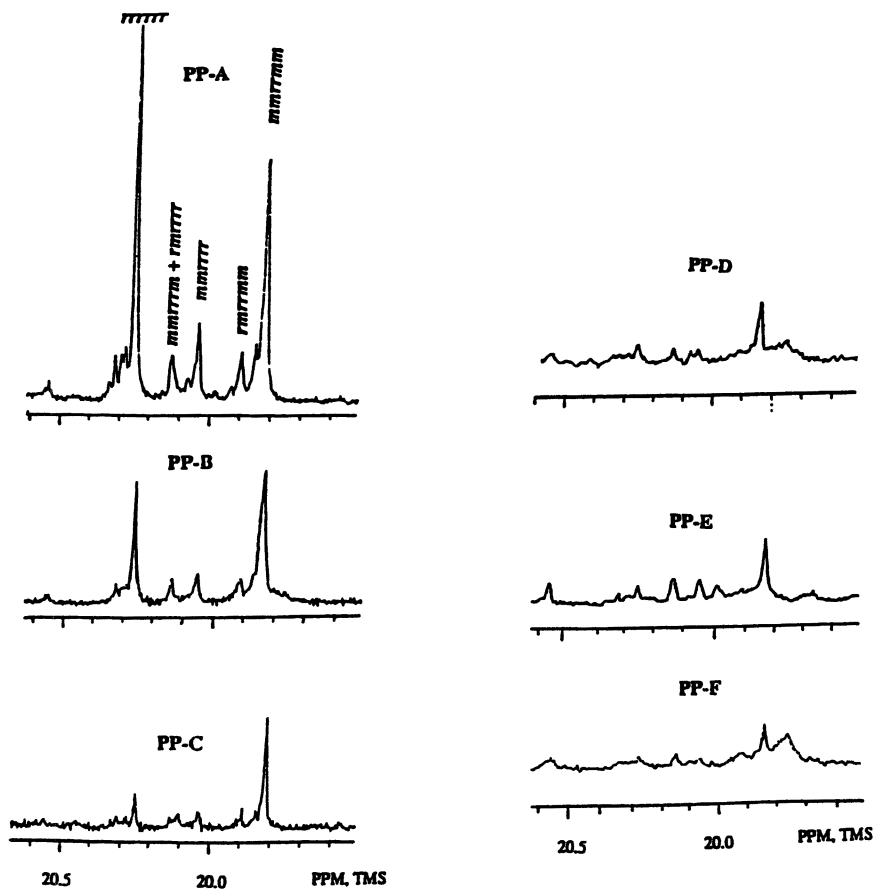 rrrrrr
PP-A
mmrrmm
mmrrrm + rmrrrr
mmrrrr
rmrrmm
PP-B
PP-C
20.5 20.0 PPM, TMS
PP-D
PP-E
PP-F
20.5 20.0 PPM, TMS